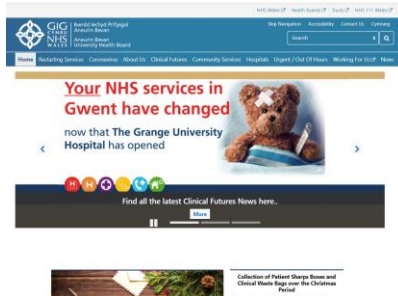 NHS Wales Health Boards Trusts NHS 111 Wales
Skip Navigation Accessibility Contact Us Cymraeg
GIG
CYMRU
NHS
WALES
Bwrdd Iechyd Prifysgol
Aneurin Bevan
Aneurin Bevan
University Health Board
Search
Home Restarting Services Coronavirus About Us Clinical Futures Community Services Hospitals Urgent / Out Of Hours Working For Us News
Your NHS services in
Gwent have changed
now that The Grange University
Hospital has opened
Find all the latest Clinical Futures News here..
More
Collection of Patient Sharps Boxes and
Clinical Waste Bags over the Christmas
Period